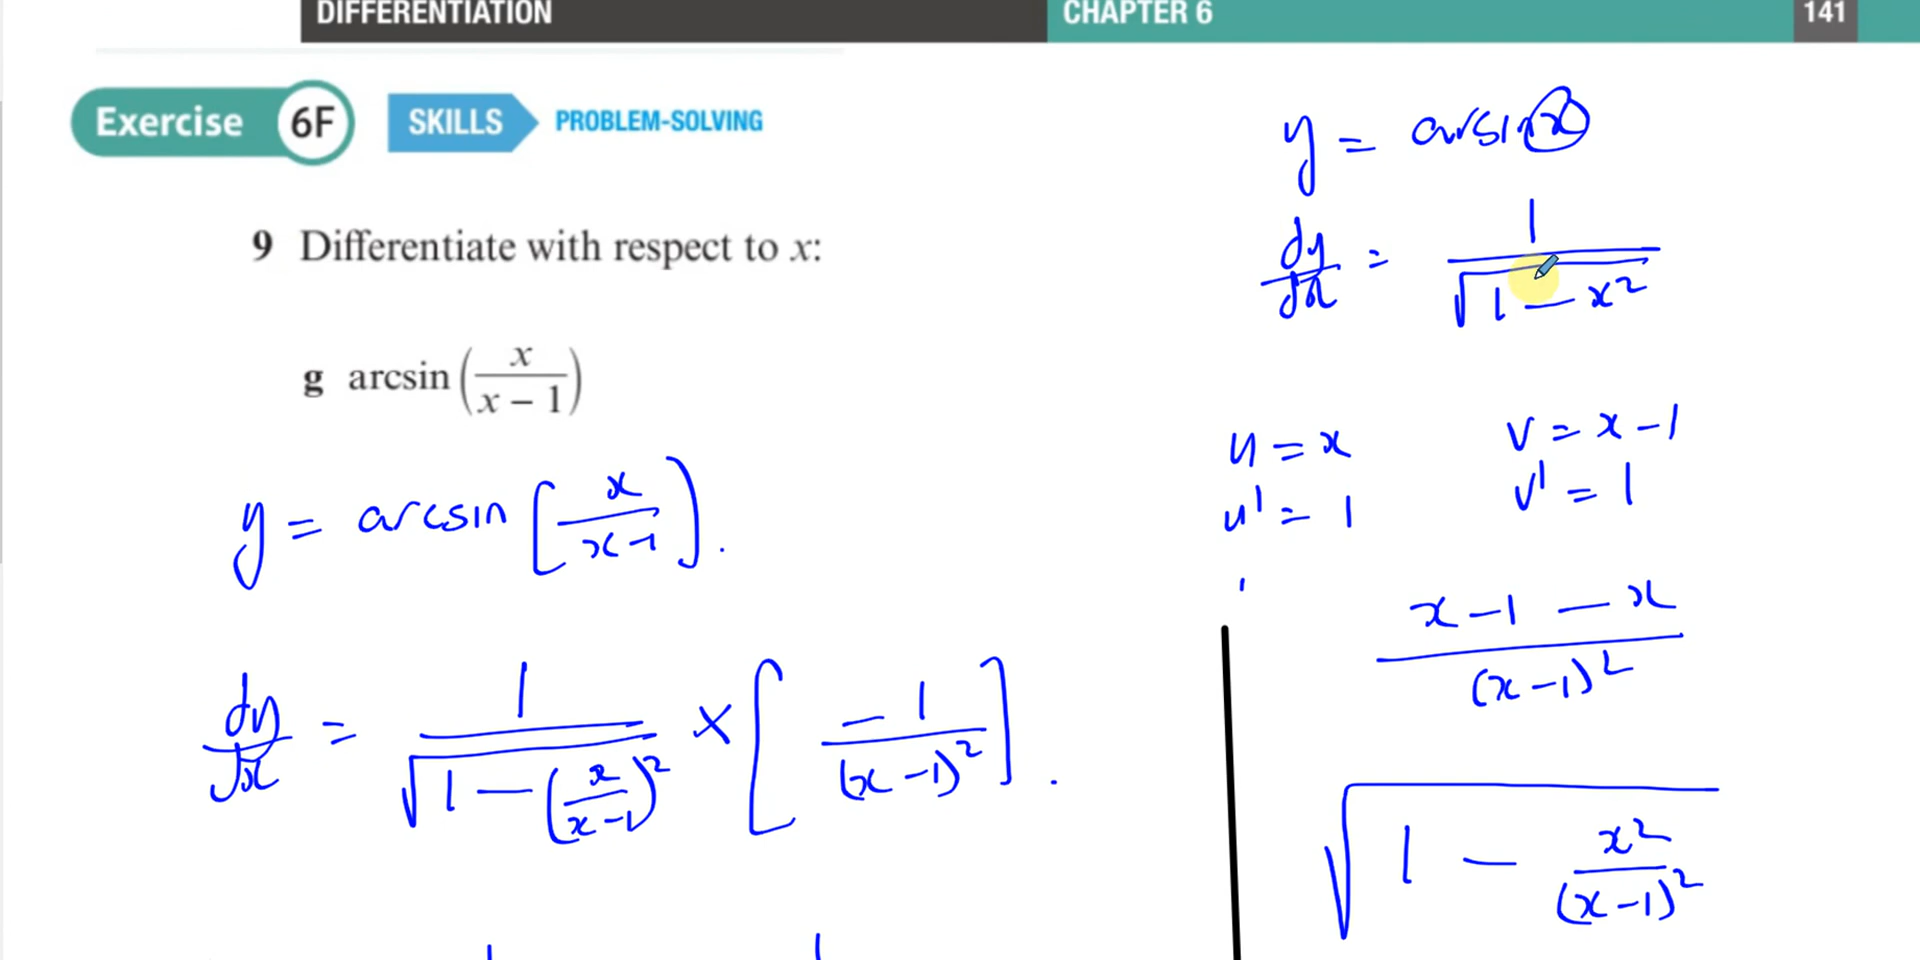 DIFFERENTIATION CHAPTER 6 141
Exercise 6F SKILLS PROBLEM-SOLVING
9 Differentiate with respect to x:
g arcsin(x/(x − 1))
y = arcsin[x/(x-1)).
dy/dx = 1/√(1-(x/(x-1))²) × [-1/(x-1)²].
y = arsinx
dy/dx = 1/√(1-x²)
u = x v = x-1
u' = 1 v' = 1
(x-1 - x)/(x-1)²
√(1 - x²/(x-1)²)